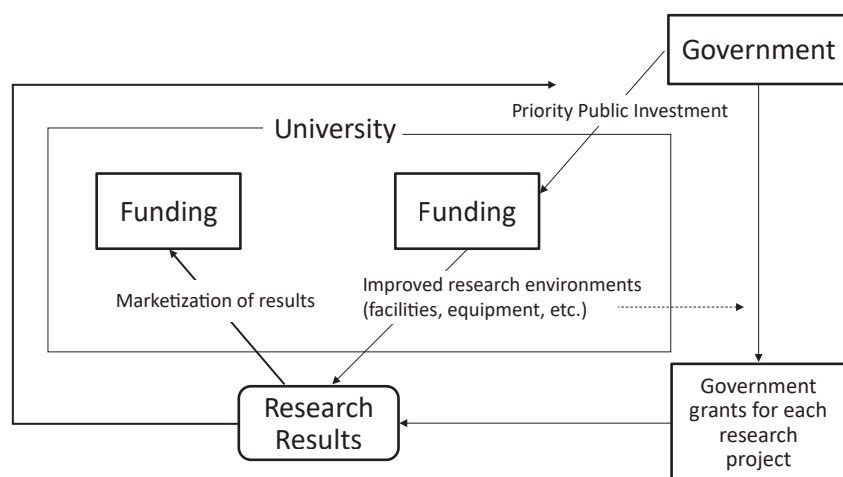 Government
Priority Public Investment
University
Funding
Funding
Improved research environments
(facilities, equipment, etc.)
Marketization of results
Government
grants for each
research
project
Research
Results